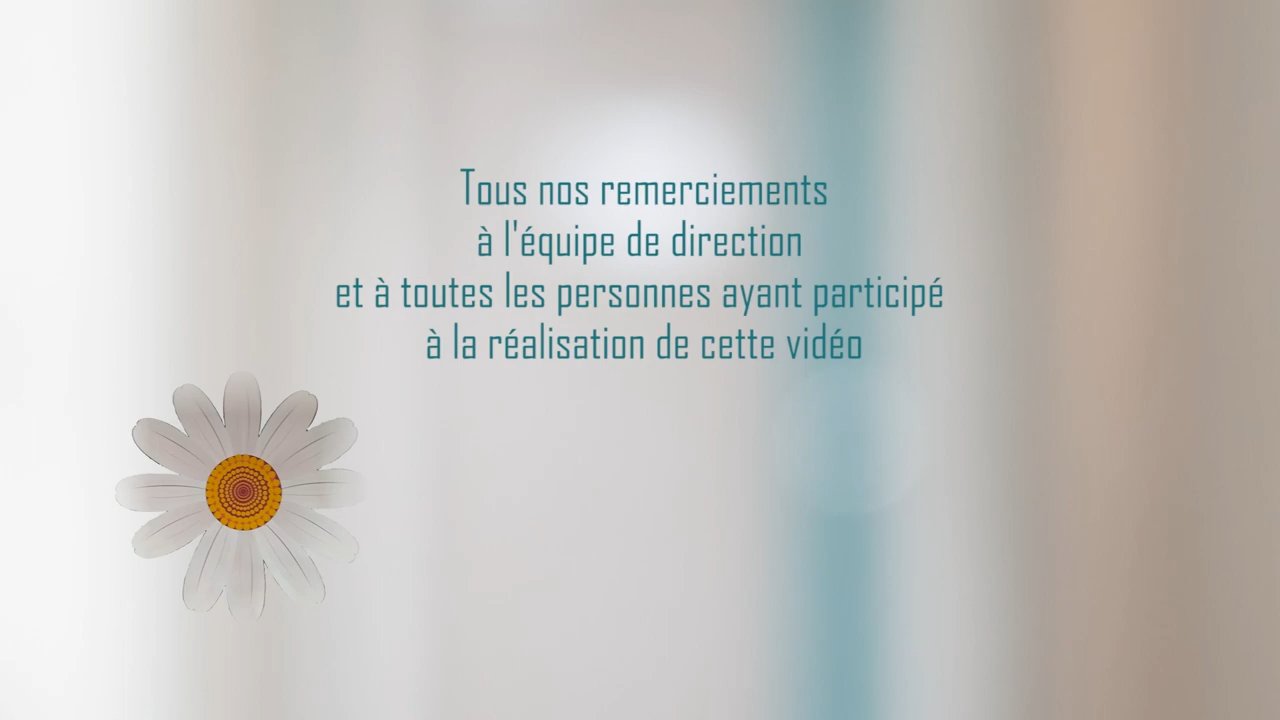 Tous nos remerciements
à l'équipe de direction
et à toutes les personnes ayant participé
à la réalisation de cette vidéo